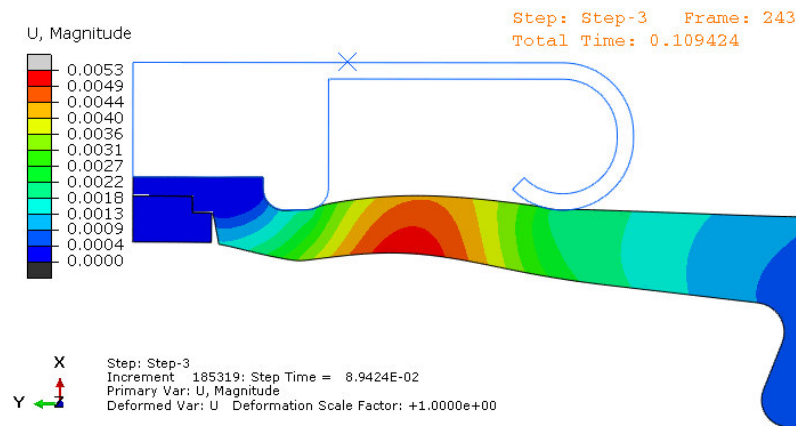 Step: Step-3 Frame: 243
Total Time: 0.109424
U, Magnitude
0.0053
0.0049
0.0044
0.0040
0.0036
0.0031
0.0027
0.0022
0.0018
0.0013
0.0009
0.0004
0.0000
X
Y
Z
Step: Step-3
Increment 185319: Step Time = 8.9424E-02
Primary Var: U, Magnitude
Deformed Var: U Deformation Scale Factor: +1.0000e+00